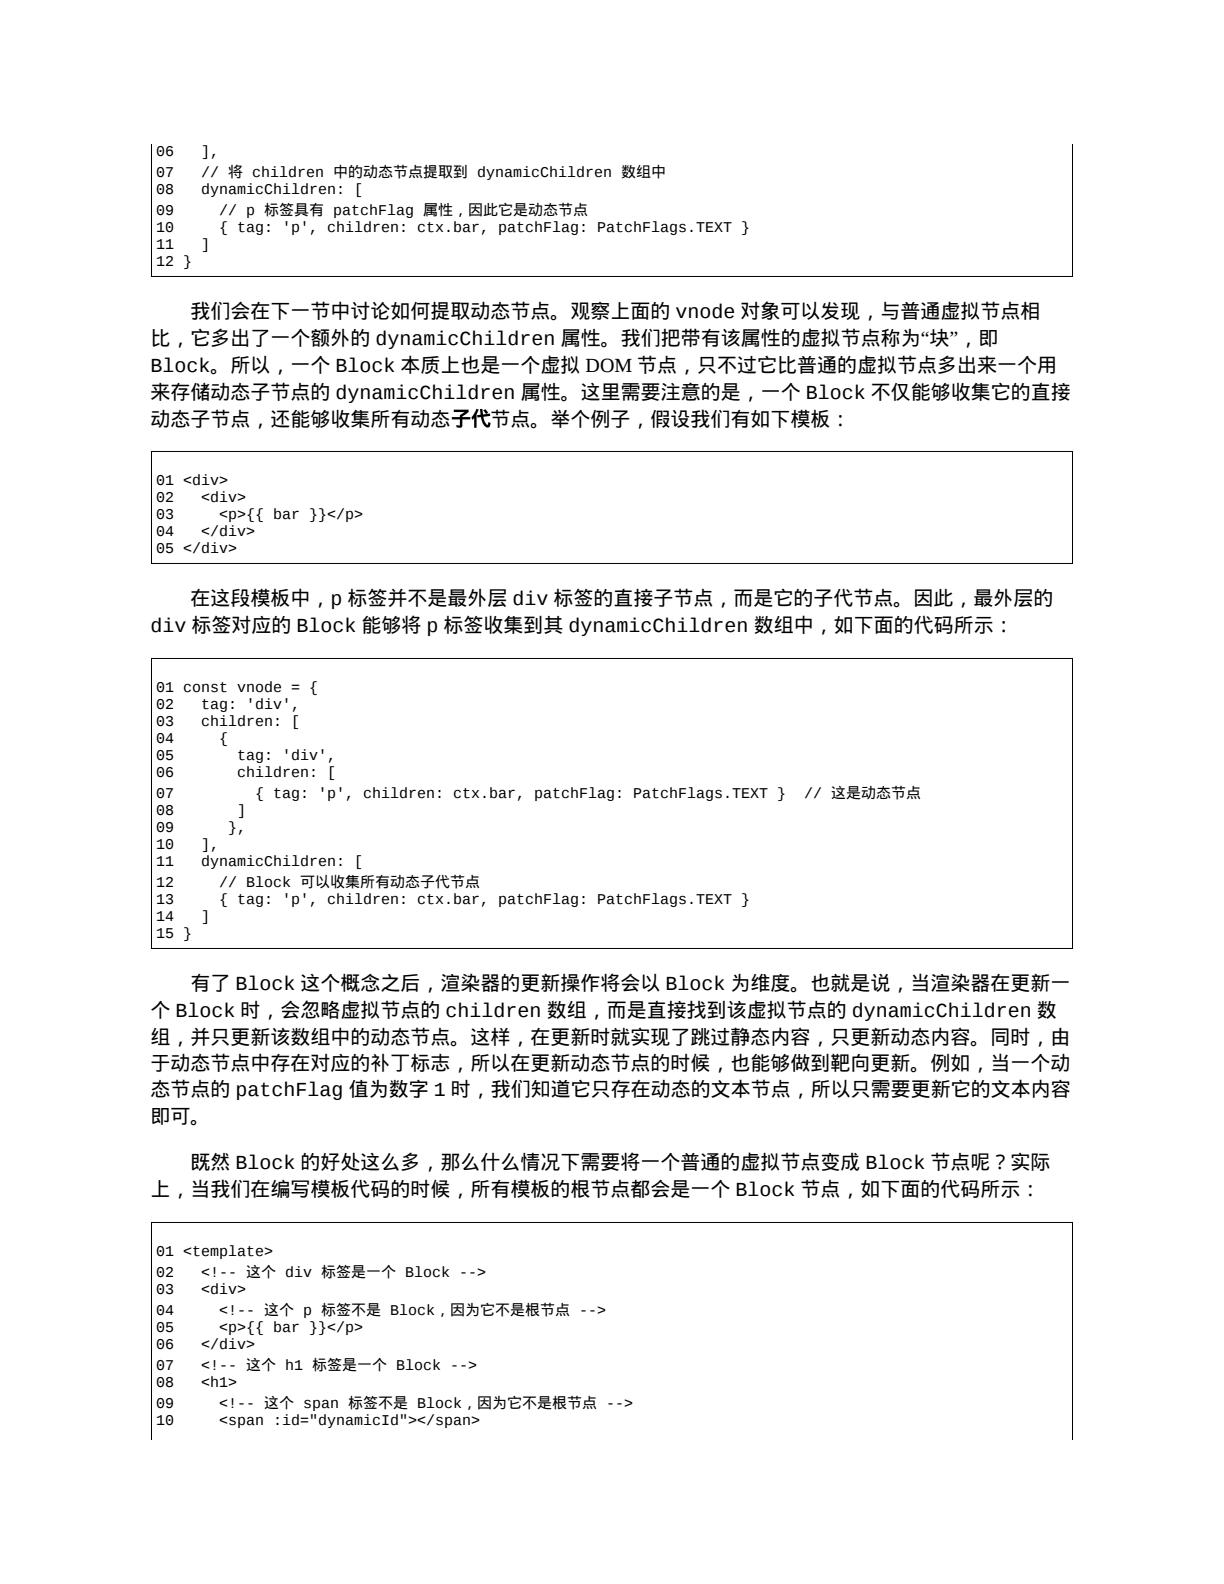 06   ],
07   // 将 children 中的动态节点提取到 dynamicChildren 数组中
08   dynamicChildren: [
09     // p 标签具有 patchFlag 属性，因此它是动态节点
10     { tag: 'p', children: ctx.bar, patchFlag: PatchFlags.TEXT }
11   ]
12 }
我们会在下一节中讨论如何提取动态节点。观察上面的 vnode 对象可以发现，与普通虚拟节点相
比，它多出了一个额外的 dynamicChildren 属性。我们把带有该属性的虚拟节点称为“块”，即
Block。所以，一个 Block 本质上也是一个虚拟 DOM 节点，只不过它比普通的虚拟节点多出来一个用
来存储动态子节点的 dynamicChildren 属性。这里需要注意的是，一个 Block 不仅能够收集它的直接
动态子节点，还能够收集所有动态子代节点。举个例子，假设我们有如下模板：
01 <div>
02   <div>
03     <p>{{ bar }}</p>
04   </div>
05 </div>
在这段模板中，p 标签并不是最外层 div 标签的直接子节点，而是它的子代节点。因此，最外层的
div 标签对应的 Block 能够将 p 标签收集到其 dynamicChildren 数组中，如下面的代码所示：
01 const vnode = {
02   tag: 'div',
03   children: [
04     {
05       tag: 'div',
06       children: [
07         { tag: 'p', children: ctx.bar, patchFlag: PatchFlags.TEXT }  // 这是动态节点
08       ]
09      },
10   ],
11   dynamicChildren: [
12     // Block 可以收集所有动态子代节点
13     { tag: 'p', children: ctx.bar, patchFlag: PatchFlags.TEXT }
14   ]
15 }
有了 Block 这个概念之后，渲染器的更新操作将会以 Block 为维度。也就是说，当渲染器在更新一
个 Block 时，会忽略虚拟节点的 children 数组，而是直接找到该虚拟节点的 dynamicChildren 数
组，并只更新该数组中的动态节点。这样，在更新时就实现了跳过静态内容，只更新动态内容。同时，由
于动态节点中存在对应的补丁标志，所以在更新动态节点的时候，也能够做到靶向更新。例如，当一个动
态节点的 patchFlag 值为数字 1 时，我们知道它只存在动态的文本节点，所以只需要更新它的文本内容
即可。
既然 Block 的好处这么多，那么什么情况下需要将一个普通的虚拟节点变成 Block 节点呢？实际
上，当我们在编写模板代码的时候，所有模板的根节点都会是一个 Block 节点，如下面的代码所示：
01 <template>
02   <!-- 这个 div 标签是一个 Block -->
03   <div>
04     <!-- 这个 p 标签不是 Block，因为它不是根节点 -->
05     <p>{{ bar }}</p>
06   </div>
07   <!-- 这个 h1 标签是一个 Block -->
08   <h1>
09     <!-- 这个 span 标签不是 Block，因为它不是根节点 -->
10     <span :id="dynamicId"></span>